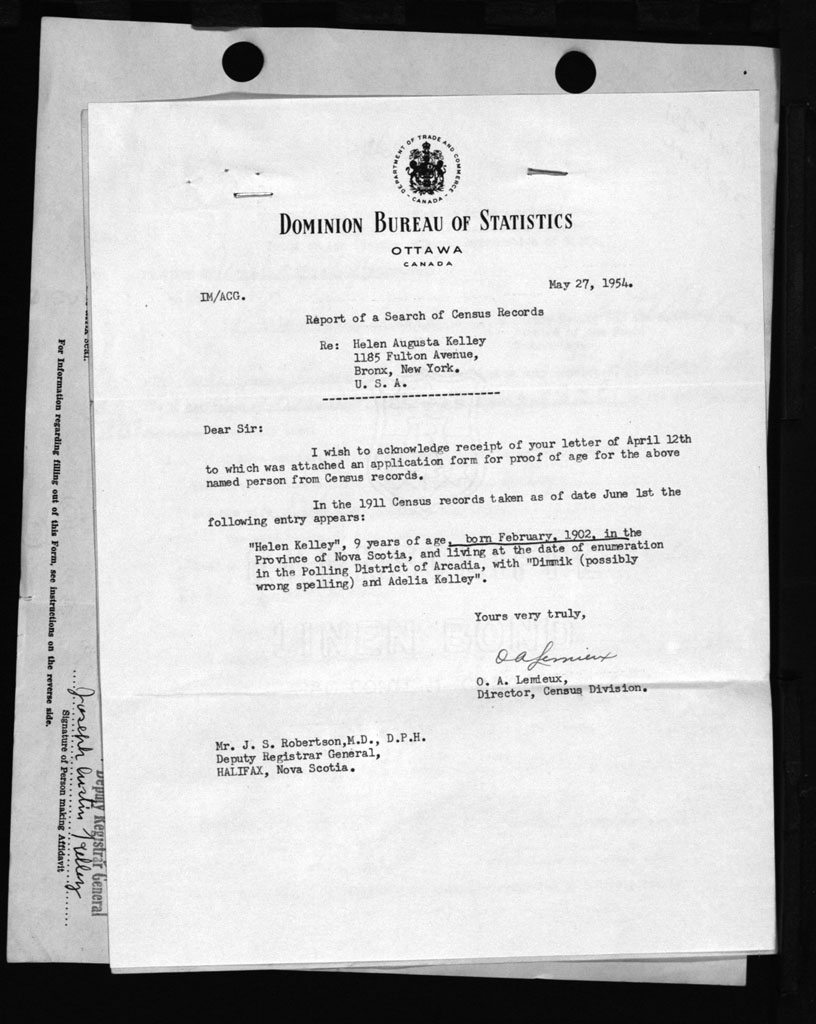 DEPARTMENT OF TRADE AND COMMERCE
CANADA
DOMINION BUREAU OF STATISTICS
OTTAWA
CANADA
May 27, 1954.
IM/ACG.
Report of a Search of Census Records
Re: Helen Augusta Kelley
1185 Fulton Avenue,
Bronx, New York.
U. S. A.
Dear Sir:
I wish to acknowledge receipt of your letter of April 12th
to which was attached an application form for proof of age for the above
named person from Census records.
In the 1911 Census records taken as of date June 1st the
following entry appears:
"Helen Kelley", 9 years of age, born February, 1902, in the
Province of Nova Scotia, and living at the date of enumeration
in the Polling District of Arcadia, with "Dimmik (possibly
wrong spelling) and Adelia Kelley".
Yours very truly,
O A Lemieux
O. A. Lemieux,
Director, Census Division.
Mr. J. S. Robertson,M.D., D.P.H.
Deputy Registrar General,
HALIFAX, Nova Scotia.
LINEN BOND
Deputy Registrar General
Joseph Austin Kelley
Signature of Person making Affidavit
For Information regarding filling out of this Form, see instructions on the reverse side.